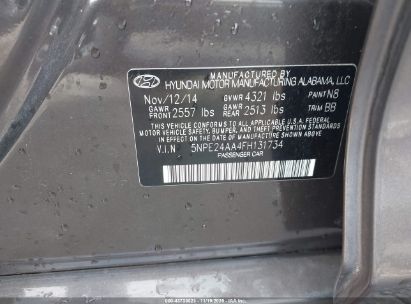 MANUFACTURED BY
HYUNDAI MOTOR MANUFACTURING ALABAMA, LLC
Nov/12/14 GVWR 4321 lbs PAINT N8
GAWR FRONT 2557 lbs GAWR REAR 2513 lbs TRIM BB
THIS VEHICLE CONFORMS TO ALL APPLICABLE U.S.A FEDERAL MOTOR
VEHICLE SAFETY, BUMPER, AND THEFT PREVENTION STANDARDS IN
EFFECT ON THE DATE OF MANUFACTURE SHOWN ABOVE.
V.I.N 5NPE24AA4FH131734
PASSENGER CAR